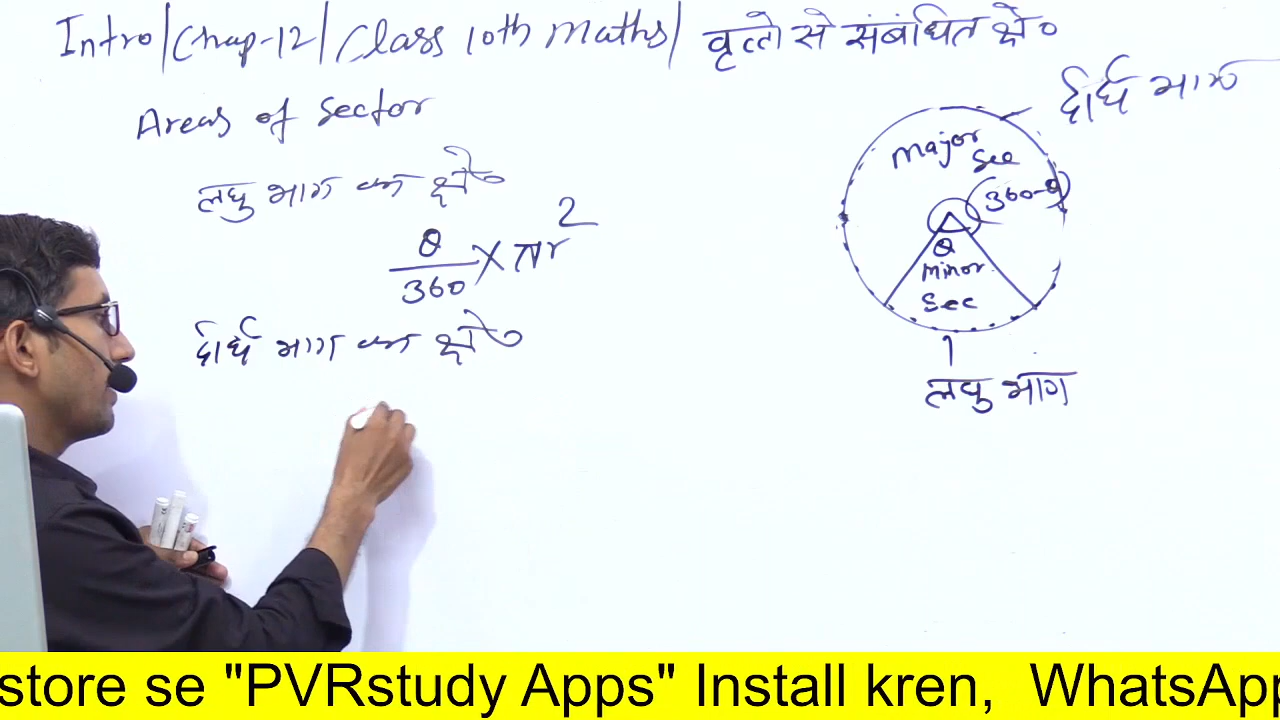 Intro/Chap-12/Class 10th Maths/ वृत्तो से संबंधित क्षे०
Areas of sector
लघु भाग का क्षे०
θ/360 × πr²
दीर्घ भाग का क्षे०
दीर्घ भाग
Major
Sec
(360-θ)
θ
Minor
Sec
लघु भाग
store se "PVRstudy Apps" Install kren, WhatsApp